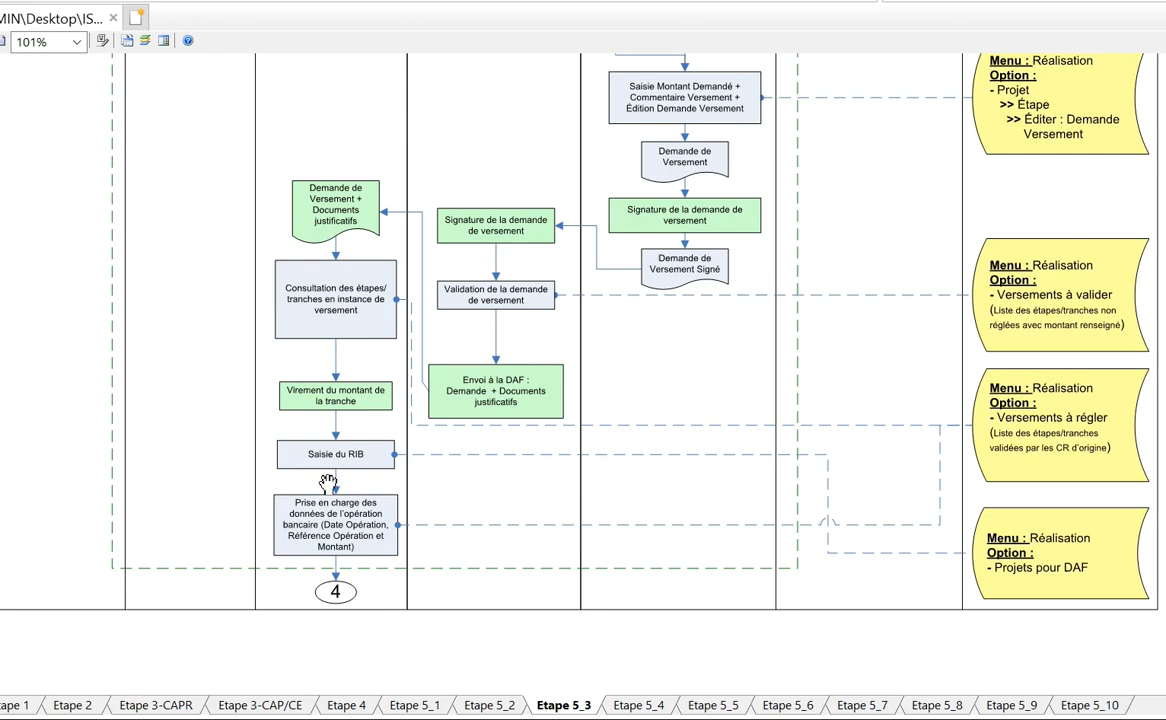 MIN\Desktop\IS...
101%
Saisie Montant Demandé +
Commentaire Versement +
Édition Demande Versement
Demande de
Versement
Signature de la demande de
versement
Demande de
Versement Signé
Signature de la demande
de versement
Validation de la demande
de versement
Envoi à la DAF :
Demande + Documents
justificatifs
Demande de
Versement +
Documents
justificatifs
Consultation des étapes/
tranches en instance de
versement
Virement du montant de
la tranche
Saisie du RIB
Prise en charge des
données de l'opération
bancaire (Date Opération,
Référence Opération et
Montant)
4
Menu : Réalisation
Option :
- Projet
>> Étape
>> Éditer : Demande
Versement
Menu : Réalisation
Option :
- Versements à valider
(Liste des étapes/tranches non
réglées avec montant renseigné)
Menu : Réalisation
Option :
- Versements à régler
(Liste des étapes/tranches
validées par les CR d'origine)
Menu : Réalisation
Option :
- Projets pour DAF
ape 1
Etape 2
Etape 3-CAPR
Etape 3-CAP/CE
Etape 4
Etape 5_1
Etape 5_2
Etape 5_3
Etape 5_4
Etape 5_5
Etape 5_6
Etape 5_7
Etape 5_8
Etape 5_9
Etape 5_10